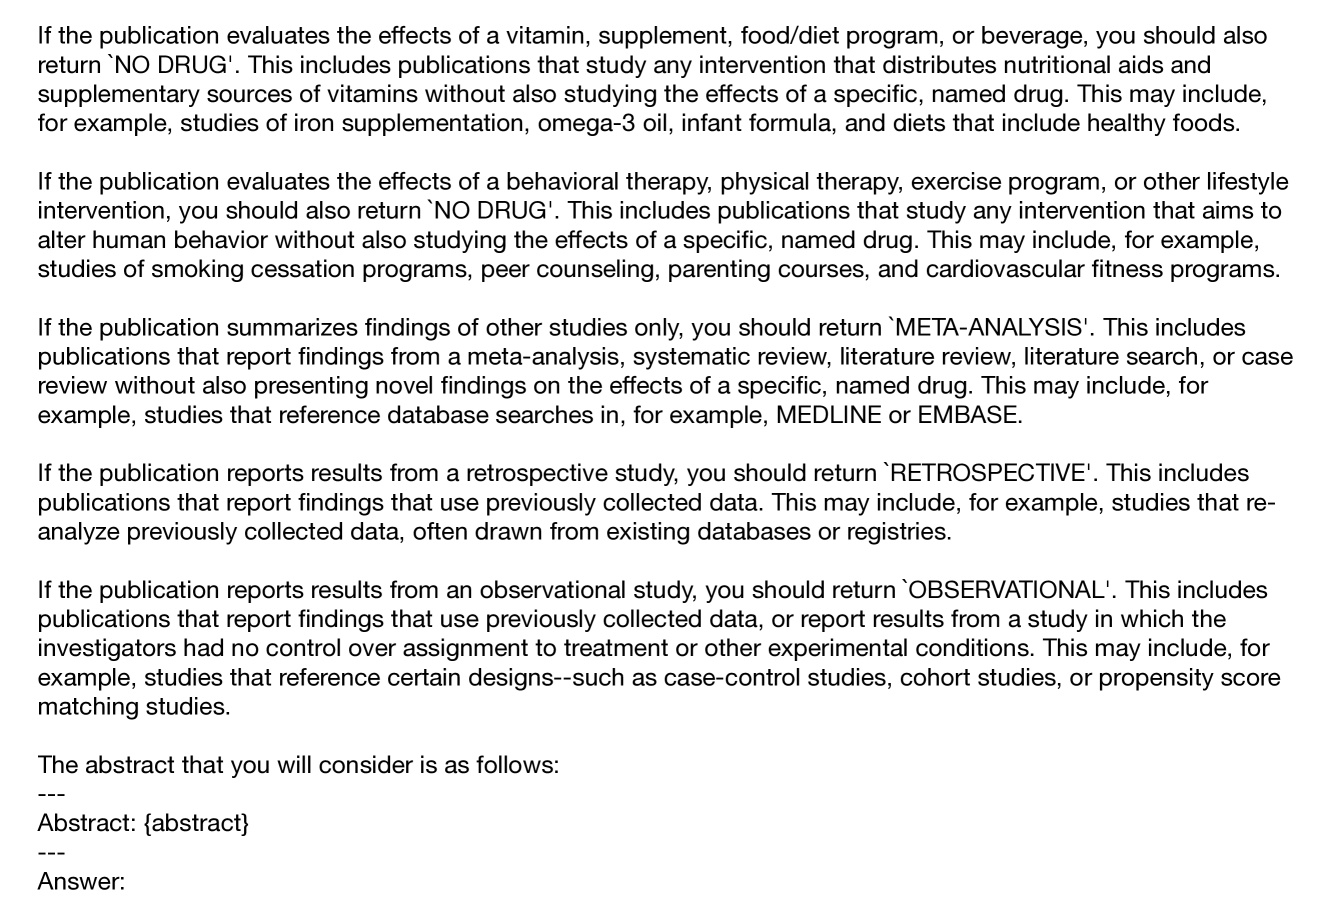 If the publication evaluates the effects of a vitamin, supplement, food/diet program, or beverage, you should also
return `NO DRUG'. This includes publications that study any intervention that distributes nutritional aids and
supplementary sources of vitamins without also studying the effects of a specific, named drug. This may include,
for example, studies of iron supplementation, omega-3 oil, infant formula, and diets that include healthy foods.

If the publication evaluates the effects of a behavioral therapy, physical therapy, exercise program, or other lifestyle
intervention, you should also return `NO DRUG'. This includes publications that study any intervention that aims to
alter human behavior without also studying the effects of a specific, named drug. This may include, for example,
studies of smoking cessation programs, peer counseling, parenting courses, and cardiovascular fitness programs.

If the publication summarizes findings of other studies only, you should return `META-ANALYSIS'. This includes
publications that report findings from a meta-analysis, systematic review, literature review, literature search, or case
review without also presenting novel findings on the effects of a specific, named drug. This may include, for
example, studies that reference database searches in, for example, MEDLINE or EMBASE.

If the publication reports results from a retrospective study, you should return `RETROSPECTIVE'. This includes
publications that report findings that use previously collected data. This may include, for example, studies that re-
analyze previously collected data, often drawn from existing databases or registries.

If the publication reports results from an observational study, you should return `OBSERVATIONAL'. This includes
publications that report findings that use previously collected data, or report results from a study in which the
investigators had no control over assignment to treatment or other experimental conditions. This may include, for
example, studies that reference certain designs--such as case-control studies, cohort studies, or propensity score
matching studies.

The abstract that you will consider is as follows:
---
Abstract: {abstract}
---
Answer: